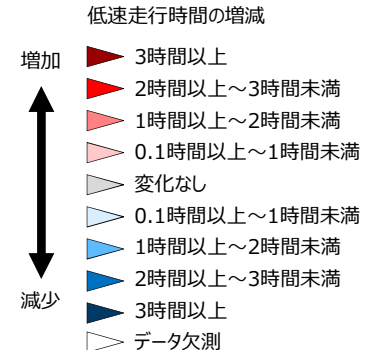 低速走行時間の増減
増加
3時間以上
2時間以上～3時間未満
1時間以上～2時間未満
0.1時間以上～1時間未満
変化なし
0.1時間以上～1時間未満
1時間以上～2時間未満
2時間以上～3時間未満
減少
3時間以上
データ欠測